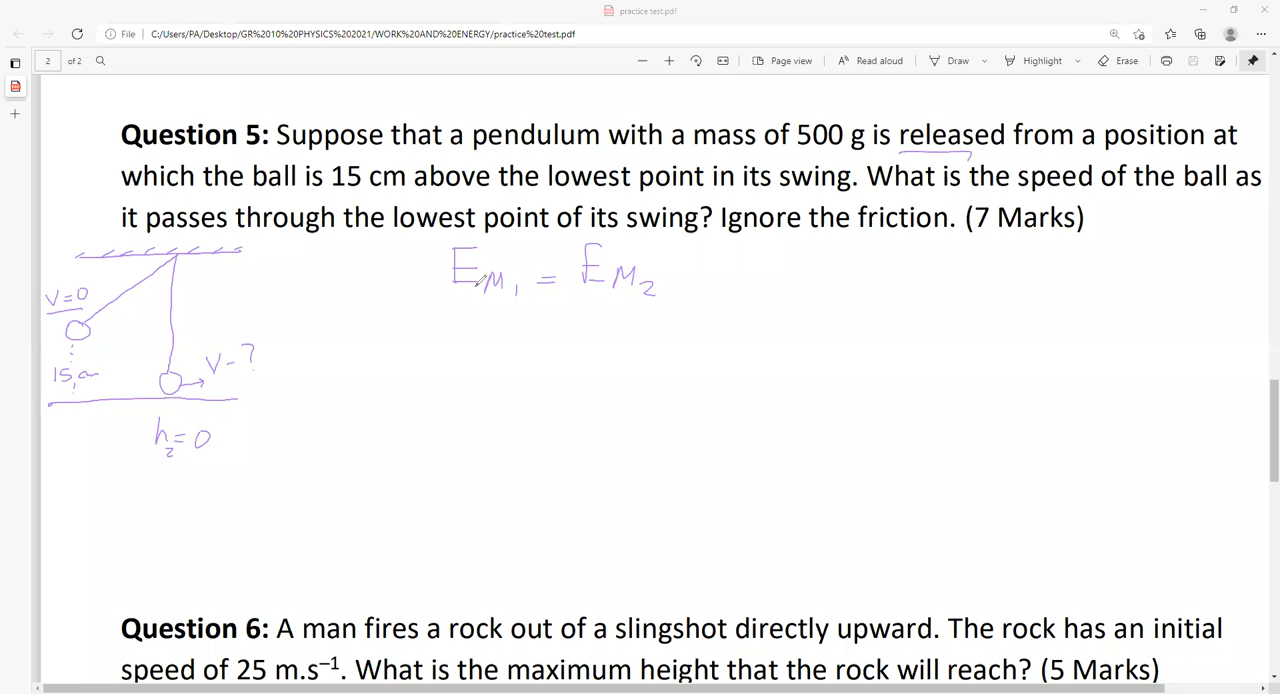 practice test.pdf
File C:/Users/PA/Desktop/GR%2010%20PHYSICS%202021/WORK%20AND%20ENERGY/practice%20test.pdf
2 of 2 Page view Read aloud Draw Highlight Erase
Question 5: Suppose that a pendulum with a mass of 500 g is released from a position at
which the ball is 15 cm above the lowest point in its swing. What is the speed of the ball as
it passes through the lowest point of its swing? Ignore the friction. (7 Marks)
E_M₁ = E_M₂
V=0
V-?
15 cm
h₂=0
Question 6: A man fires a rock out of a slingshot directly upward. The rock has an initial
speed of 25 m.s⁻¹. What is the maximum height that the rock will reach? (5 Marks)